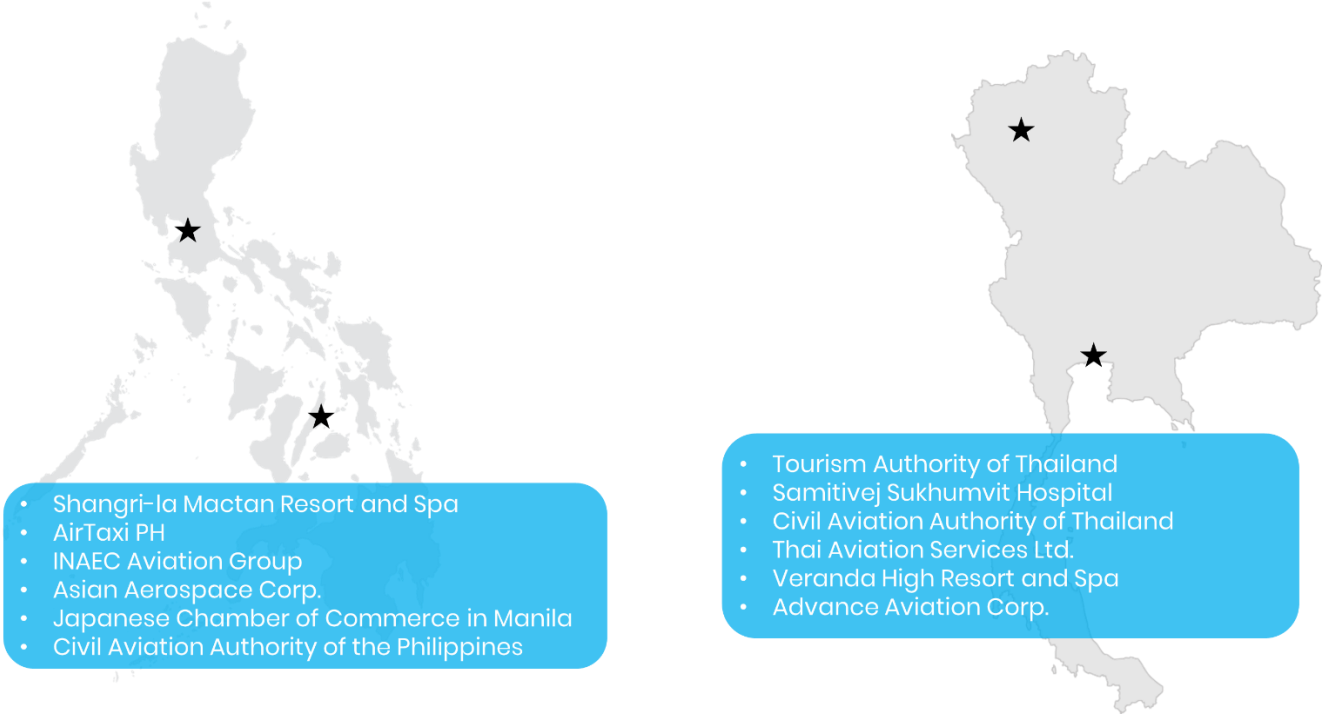 • Shangri-la Mactan Resort and Spa
• AirTaxi PH
• INAEC Aviation Group
• Asian Aerospace Corp.
• Japanese Chamber of Commerce in Manila
• Civil Aviation Authority of the Philippines
• Tourism Authority of Thailand
• Samitivej Sukhumvit Hospital
• Civil Aviation Authority of Thailand
• Thai Aviation Services Ltd.
• Veranda High Resort and Spa
• Advance Aviation Corp.